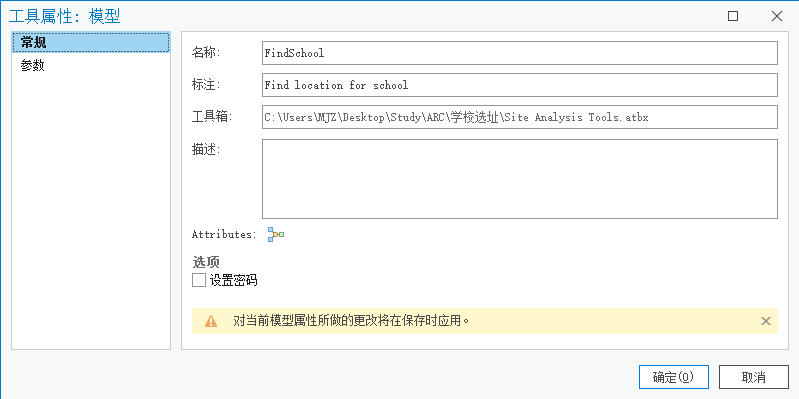 工具属性：模型
常规
参数
名称:
FindSchool
标注:
Find location for school
工具箱:
C:\Users\MJZ\Desktop\Study\ARC\学校选址\Site Analysis Tools.atbx
描述:
Attributes:
选项
设置密码
对当前模型属性所做的更改将在保存时应用。
确定(O)
取消